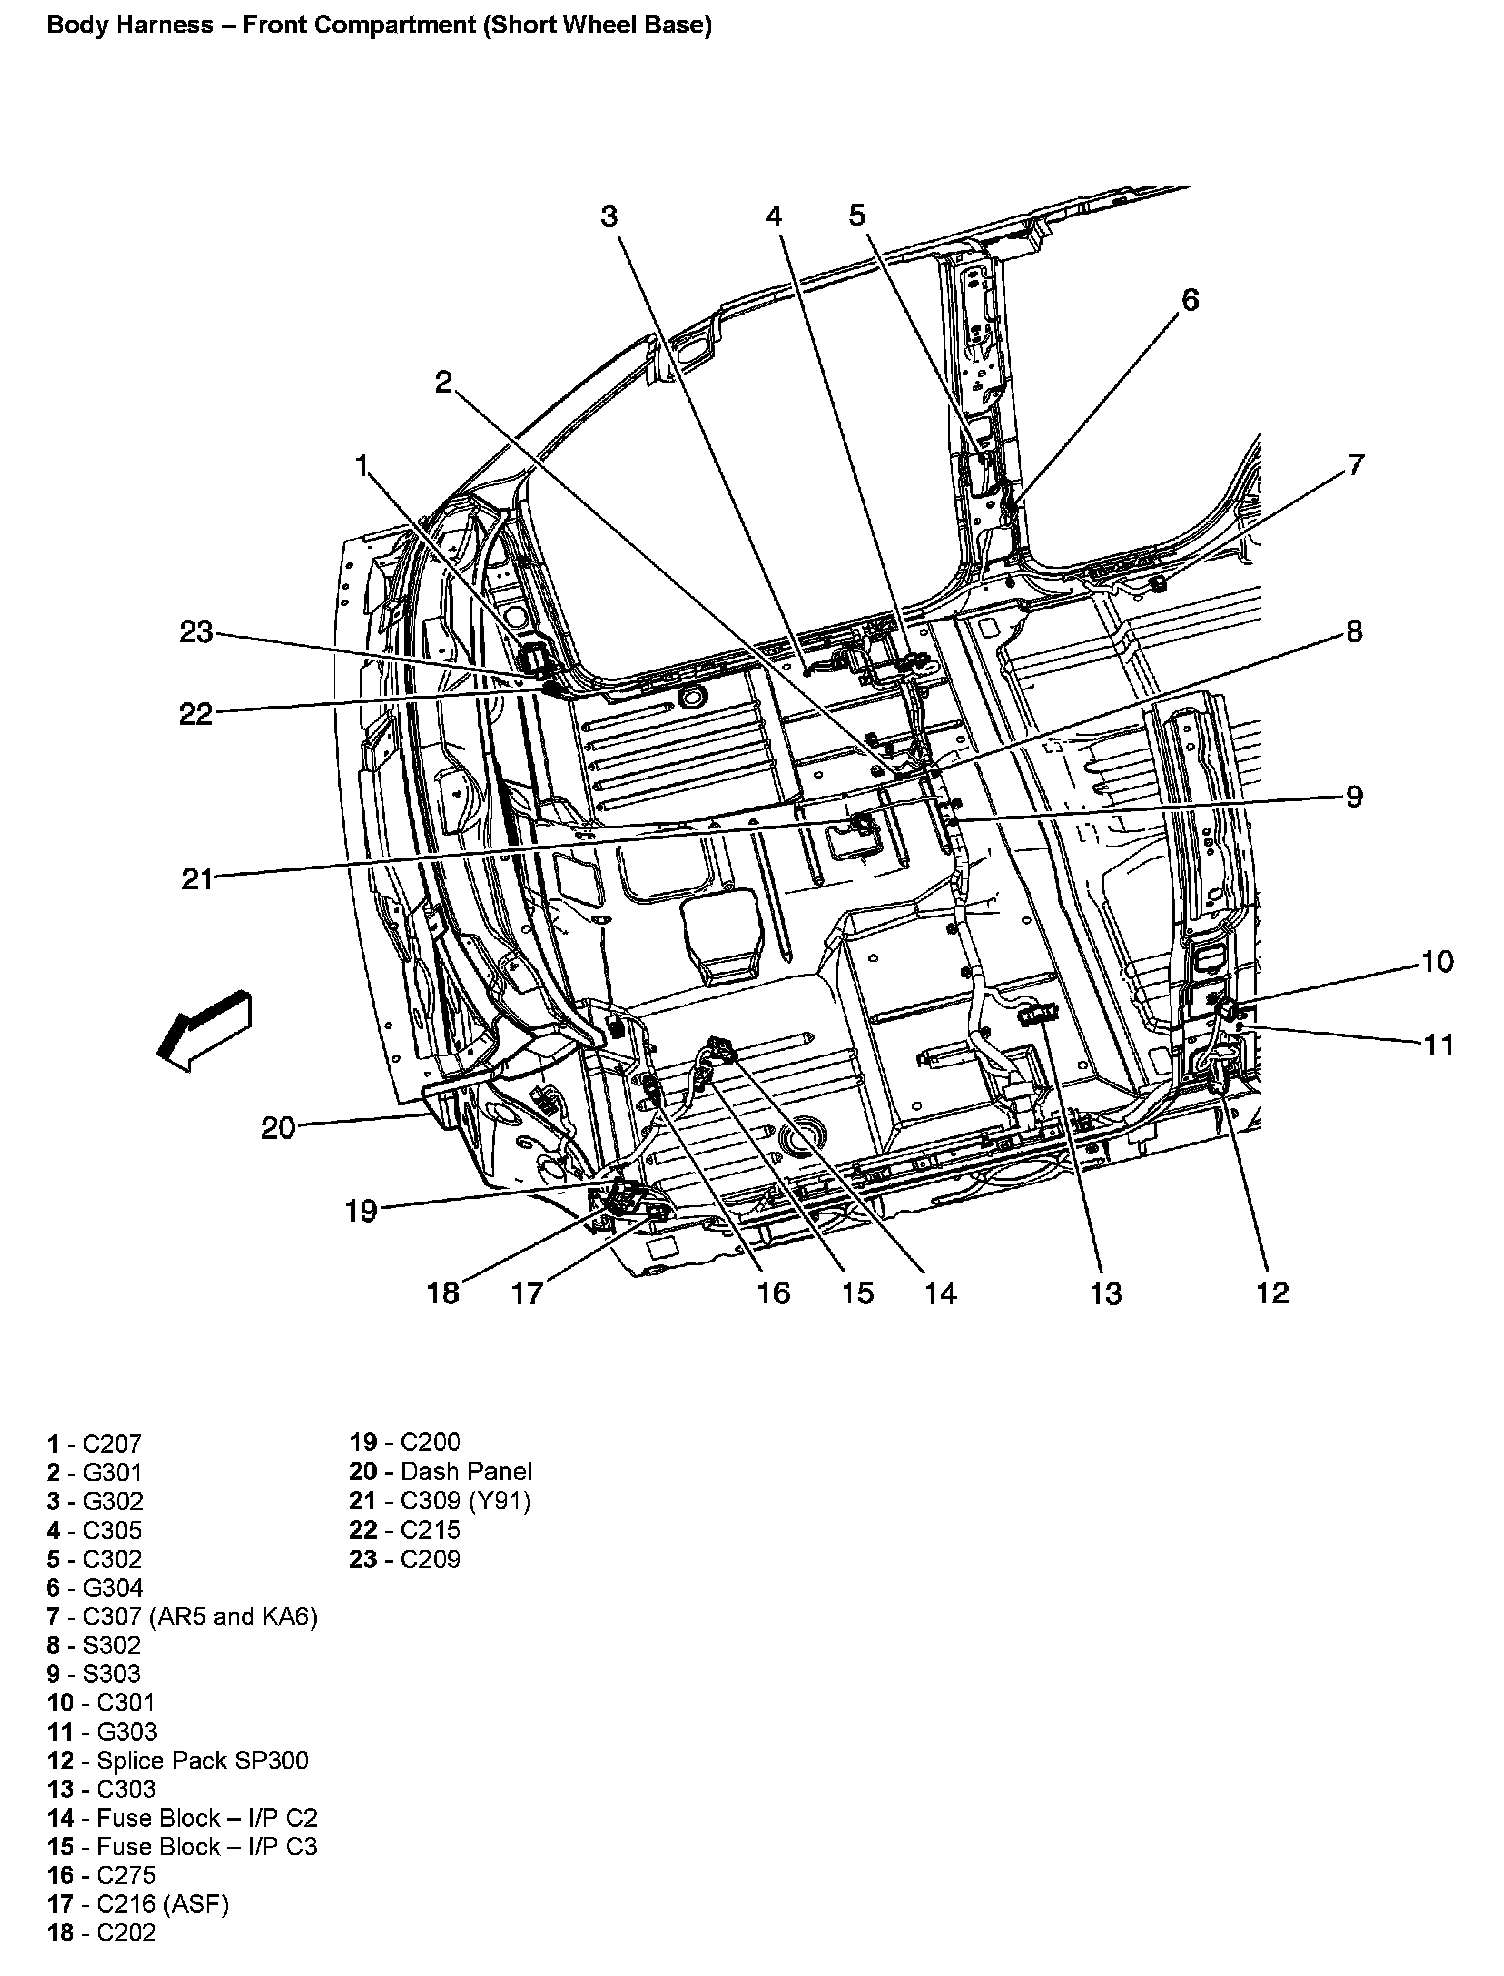 Body Harness – Front Compartment (Short Wheel Base)
3
4
5
6
2
1
7
23
8
22
9
21
10
11
20
19
18
17
16
15
14
13
12
1 - C207
2 - G301
3 - G302
4 - C305
5 - C302
6 - G304
7 - C307 (AR5 and KA6)
8 - S302
9 - S303
10 - C301
11 - G303
12 - Splice Pack SP300
13 - C303
14 - Fuse Block – I/P C2
15 - Fuse Block – I/P C3
16 - C275
17 - C216 (ASF)
18 - C202
19 - C200
20 - Dash Panel
21 - C309 (Y91)
22 - C215
23 - C209